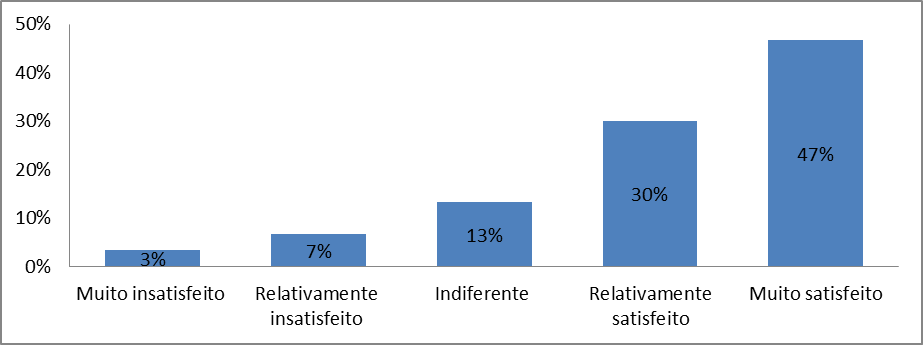 50%
40%
30%
20%
10%
0%
3%
7%
13%
30%
47%
Muito insatisfeito
Relativamente
insatisfeito
Indiferente
Relativamente
satisfeito
Muito satisfeito